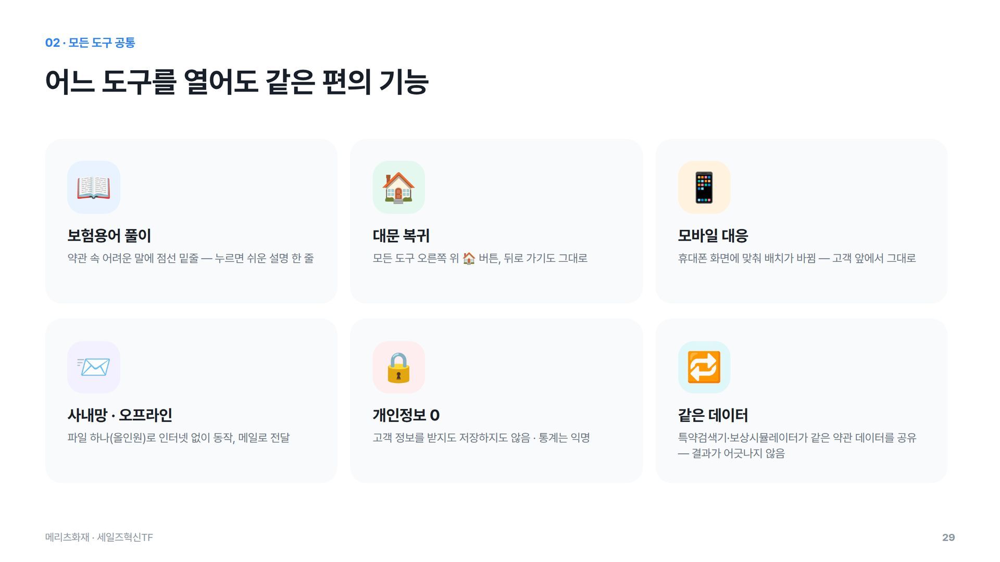 02 · 모든 도구 공통
어느 도구를 열어도 같은 편의 기능
보험용어 풀이
약관 속 어려운 말에 점선 밑줄 — 누르면 쉬운 설명 한 줄
대문 복귀
모든 도구 오른쪽 위 🏠 버튼, 뒤로 가기도 그대로
모바일 대응
휴대폰 화면에 맞춰 배치가 바뀜 — 고객 앞에서 그대로
사내망 · 오프라인
파일 하나(올인원)로 인터넷 없이 동작, 메일로 전달
개인정보 0
고객 정보를 받지도 저장하지도 않음 · 통계는 익명
같은 데이터
특약검색기·보상시뮬레이터가 같은 약관 데이터를 공유
— 결과가 어긋나지 않음
메리츠화재 · 세일즈혁신TF
29